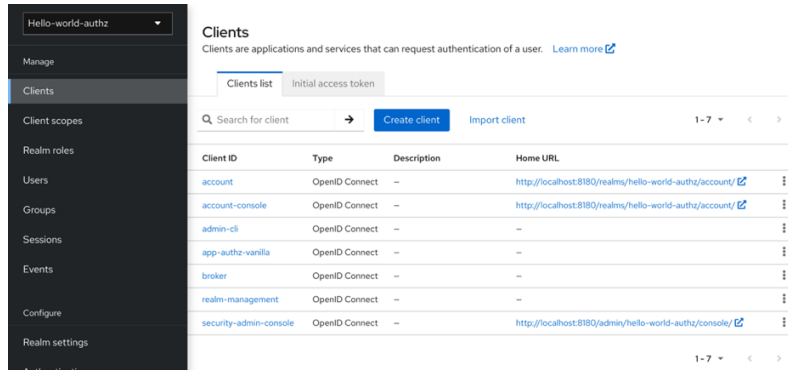 Hello-world-authz
Manage
Clients
Client scopes
Realm roles
Users
Groups
Sessions
Events
Configure
Realm settings
Clients
Clients are applications and services that can request authentication of a user. Learn more
Clients list Initial access token
Search for client Create client Import client 1-7
Client ID Type Description Home URL
account OpenID Connect – http://localhost:8180/realms/hello-world-authz/account/
account-console OpenID Connect – http://localhost:8180/realms/hello-world-authz/account/
admin-cli OpenID Connect – –
app-authz-vanilla OpenID Connect – –
broker OpenID Connect – –
realm-management OpenID Connect – –
security-admin-console OpenID Connect – http://localhost:8180/admin/hello-world-authz/console/
1-7